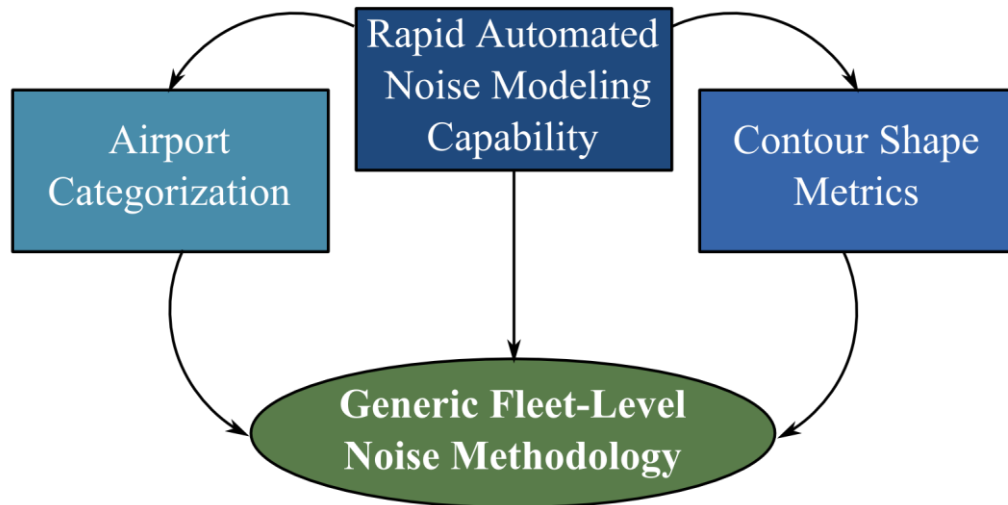 Rapid Automated
Noise Modeling
Capability
Airport
Categorization
Contour Shape
Metrics
Generic Fleet-Level
Noise Methodology